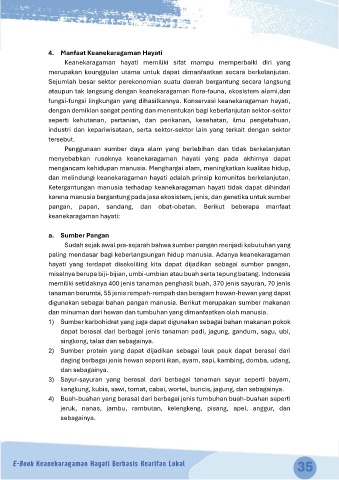 4. Manfaat Keanekaragaman Hayati
Keanekaragaman hayati memiliki sifat mampu memperbaiki diri yang
merupakan keunggulan utama untuk dapat dimanfaatkan secara berkelanjutan.
Sejumlah besar sektor perekonomian suatu daerah bergantung secara langsung
ataupun tak langsung dengan keanekaragaman flora-fauna, ekosistem alami,dan
fungsi-fungsi lingkungan yang dihasilkannya. Konservasi keanekaragaman hayati,
dengan demikian sangat penting dan menentukan bagi keberlanjutan sektor-sektor
seperti kehutanan, pertanian, dan perikanan, kesehatan, ilmu pengetahuan,
industri dan kepariwisataan, serta sektor-sektor lain yang terkait dengan sektor
tersebut.
Penggunaan sumber daya alam yang berlebihan dan tidak berkelanjutan
menyebabkan rusaknya keanekaragaman hayati yang pada akhirnya dapat
mengancam kehidupan manusia. Menghargai alam, meningkatkan kualitas hidup,
dan melindungi keanekaragaman hayati adalah prinsip komunitas berkelanjutan.
Ketergantungan manusia terhadap keanekaragaman hayati tidak dapat dihindari
karena manusia bergantung pada jasa ekosistem, jenis, dan genetika untuk sumber
pangan, papan, sandang, dan obat-obatan. Berikut beberapa manfaat
keanekaragaman hayati:
a. Sumber Pangan
Sudah sejak awal pra-sejarah bahwa sumber pangan menjadi kebutuhan yang
paling mendasar bagi keberlangsungan hidup manusia. Adanya keanekaragaman
hayati yang terdapat disekeliling kita dapat dijadikan sebagai sumber pangan,
misalnya berupa biji-bijian, umbi-umbian atau buah serta tepung batang. Indonesia
memiliki setidaknya 400 jenis tanaman penghasil buah, 370 jenis sayuran, 70 jenis
tanaman berumbi, 55 jenis rempah-rempah dan beragam hewan-hewan yang dapat
digunakan sebagai bahan pangan manusia. Berikut merupakan sumber makanan
dan minuman dari hewan dan tumbuhan yang dimanfaatkan oleh manusia.
1) Sumber karbohidrat yang juga dapat digunakan sebagai bahan makanan pokok
dapat berasal dari berbagai jenis tanaman padi, jagung, gandum, sagu, ubi,
singkong, talas dan sebagainya.
2) Sumber protein yang dapat dijadikan sebagai lauk pauk dapat berasal dari
daging berbagai jenis hewan seperti ikan, ayam, sapi, kambing, domba, udang,
dan sebagainya.
3) Sayur-sayuran yang berasal dari berbagai tanaman sayur seperti bayam,
kangkung, kubis, sawi, tomat, cabai, wortel, buncis, jagung, dan sebagainya.
4) Buah-buahan yang berasal dari berbagai jenis tumbuhan buah-buahan seperti
jeruk, nanas, jambu, rambutan, kelengkeng, pisang, apel, anggur, dan
sebagainya.
E-Book Keanekaragaman Hayati Berbasis Kearifan Lokal
35